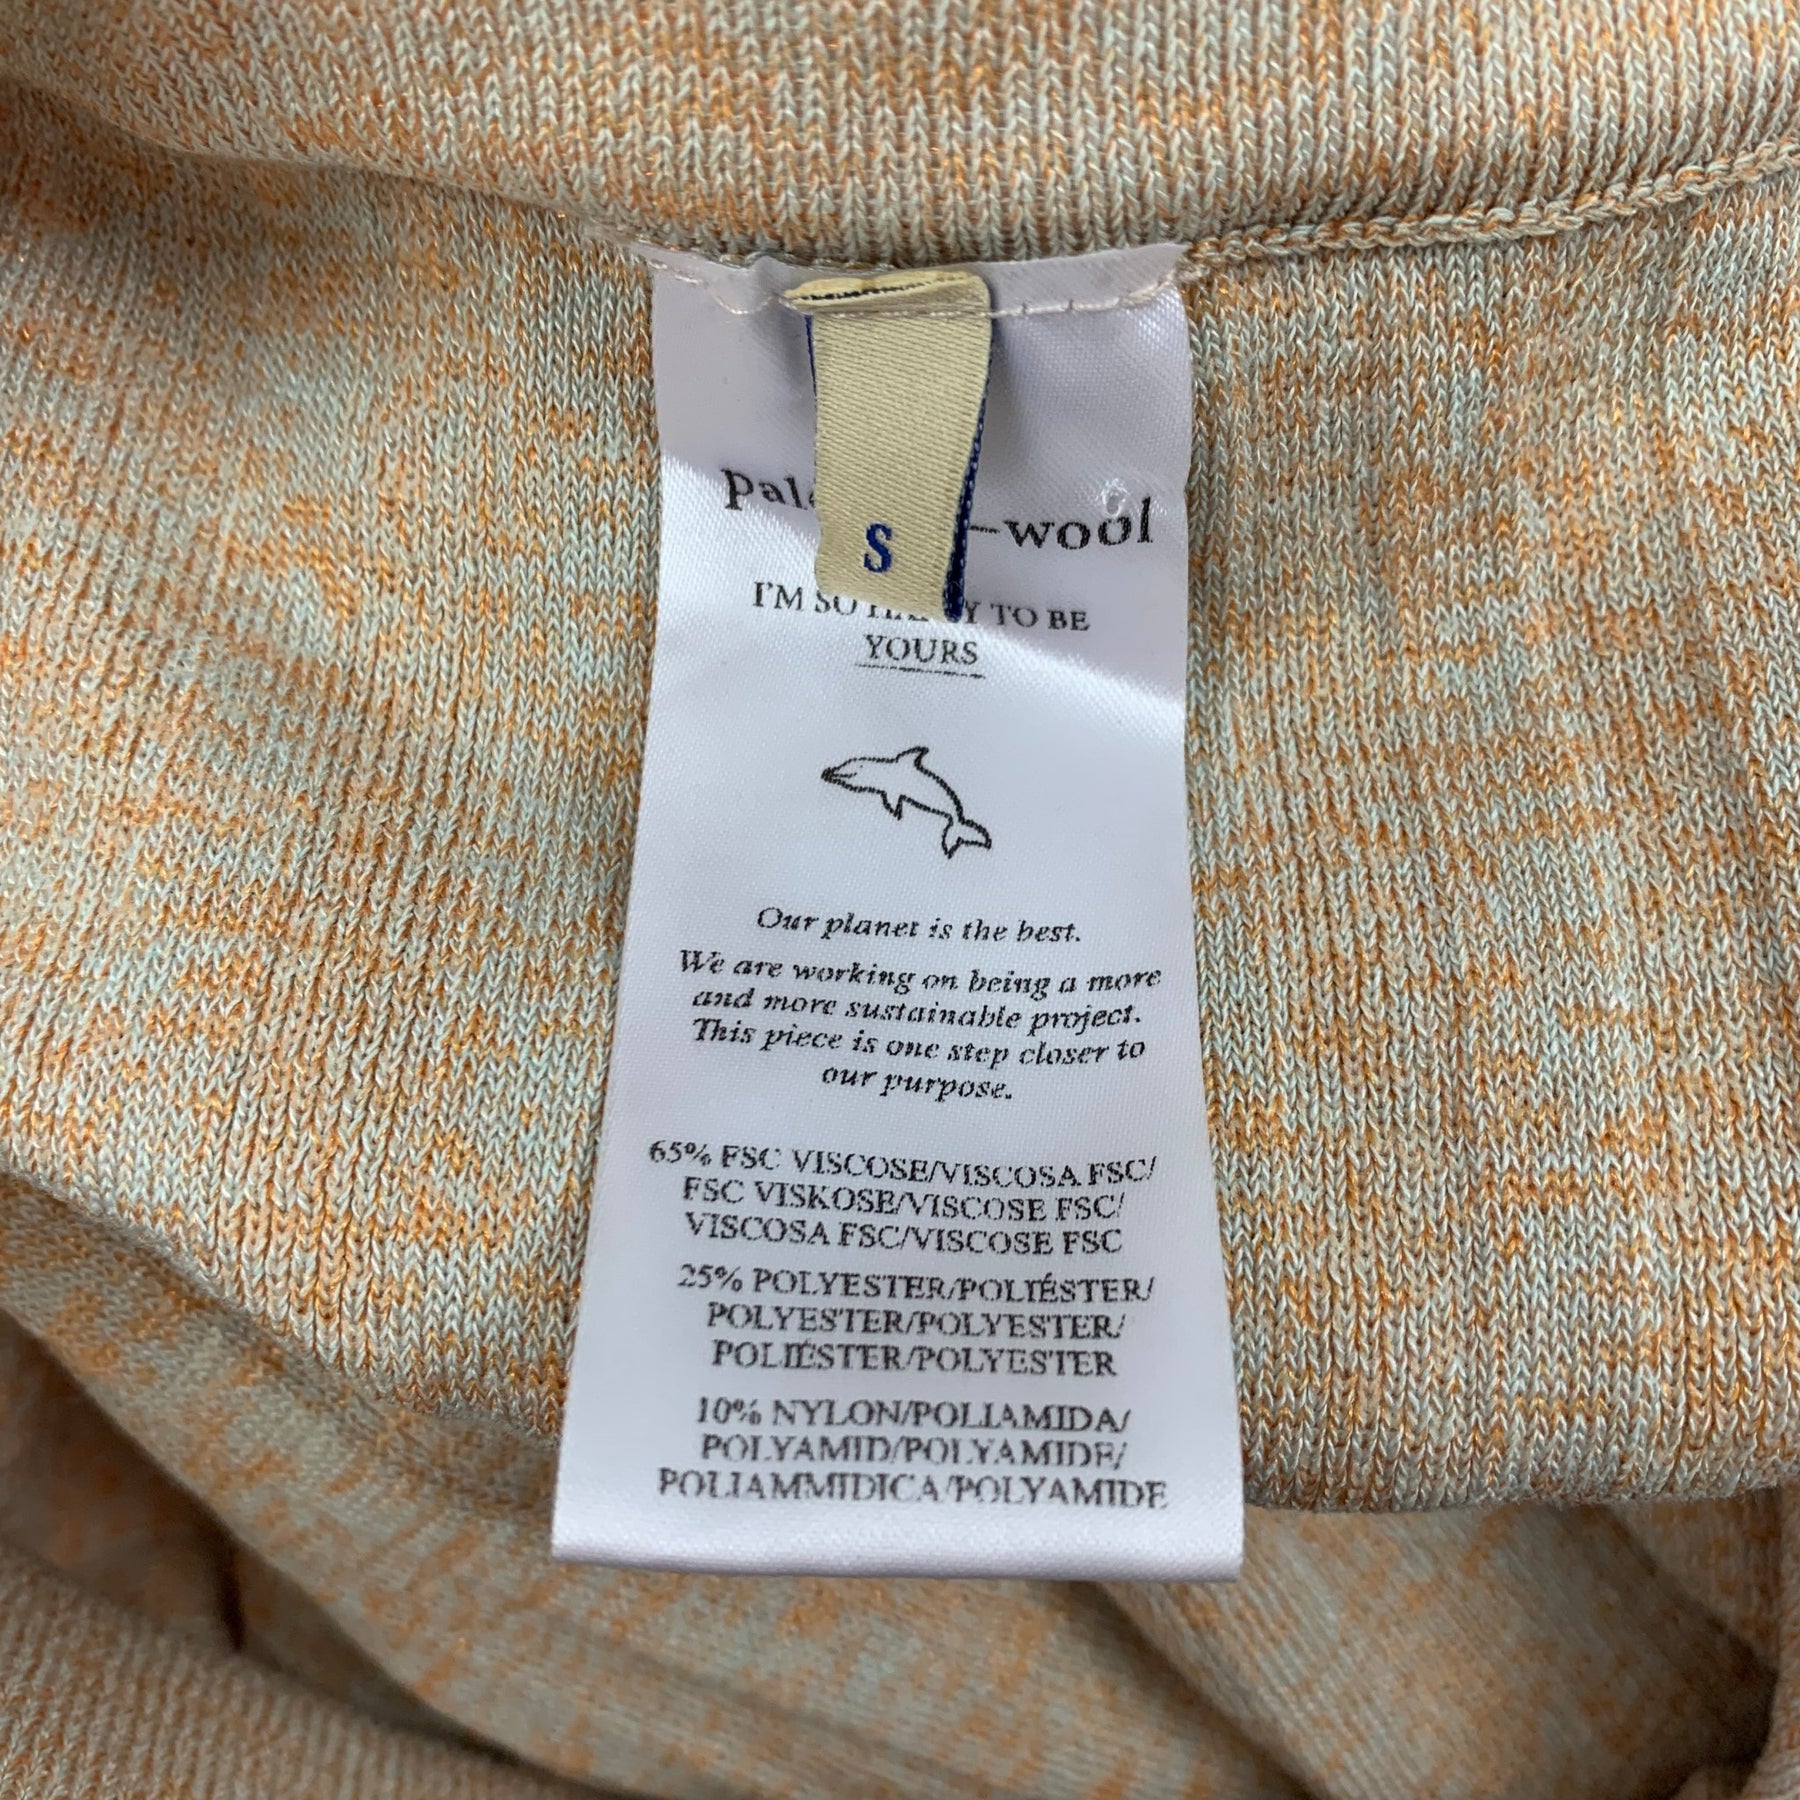 S
–wool
I'M SO TO BE
YOURS
Our planet is the best.
We are working on being a more
and more sustainable project.
This piece is one step closer to
our purpose.
65% FSC VISCOSE/VISCOSA FSC/
FSC VISKOSE/VISCOSE FSC/
VISCOSA FSC/VISCOSE FSC
25% POLYESTER/POLIÉSTER/
POLYESTER/POLYESTER/
POLIÉSTER/POLYESTER
10% NYLON/POLIAMIDA/
POLYAMID/POLYAMIDE/
POLIAMMIDICA/POLYAMIDE